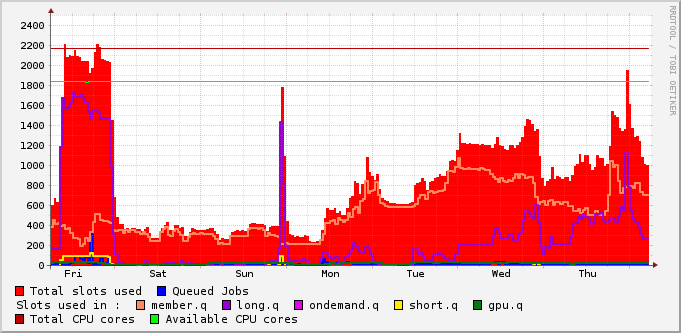 2400
2200
2000
1800
1600
1400
1200
1000
800
600
400
200
0
Fri Sat Sun Mon Tue Wed Thu
Total slots used Queued Jobs
Slots used in : member.q long.q ondemand.q short.q gpu.q
Total CPU cores Available CPU cores
RRDTOOL / TOBI OETIKER